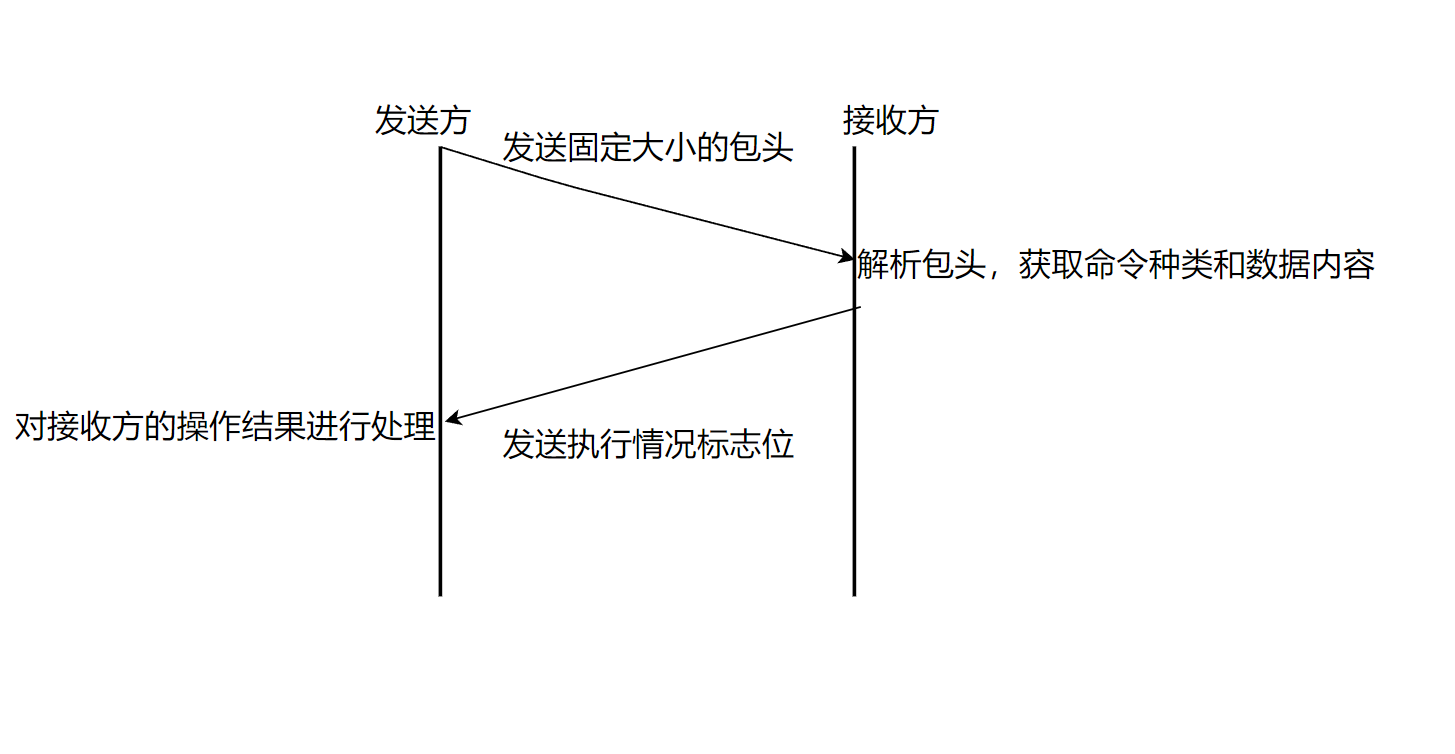 发送方
接收方
发送固定大小的包头
解析包头，获取命令种类和数据内容
对接收方的操作结果进行处理
发送执行情况标志位